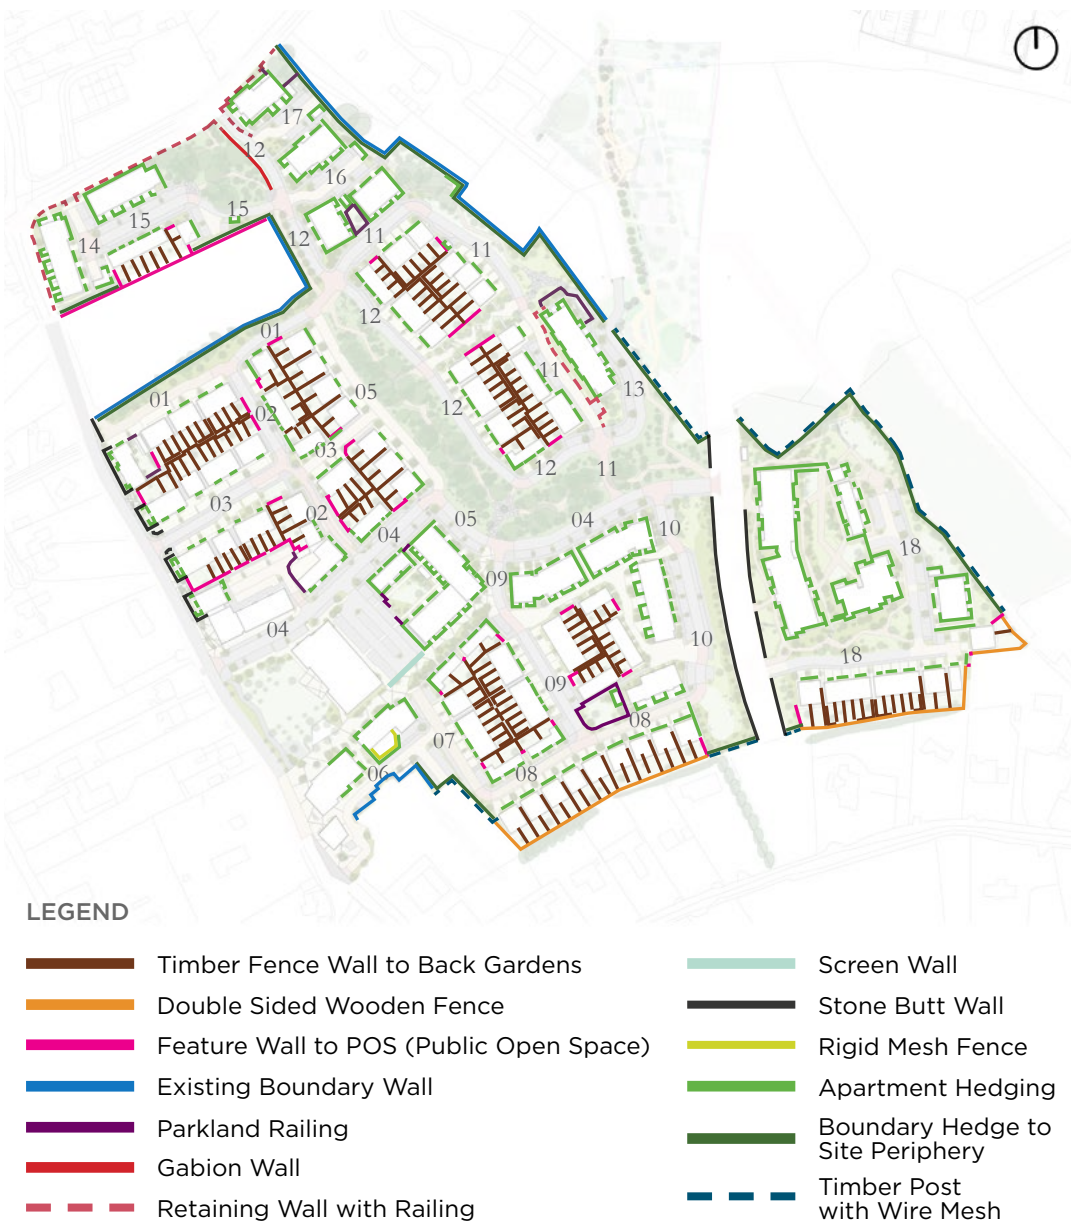 17
12
16
15
15
14
12
11
11
12
01
11
13
05
01
02
12
03
12
11
03
02
05
04
04
10
18
09
04
10
18
09
08
07
06
08
LEGEND
Timber Fence Wall to Back Gardens
Double Sided Wooden Fence
Feature Wall to POS (Public Open Space)
Existing Boundary Wall
Parkland Railing
Gabion Wall
Retaining Wall with Railing
Screen Wall
Stone Butt Wall
Rigid Mesh Fence
Apartment Hedging
Boundary Hedge to
Site Periphery
Timber Post
with Wire Mesh